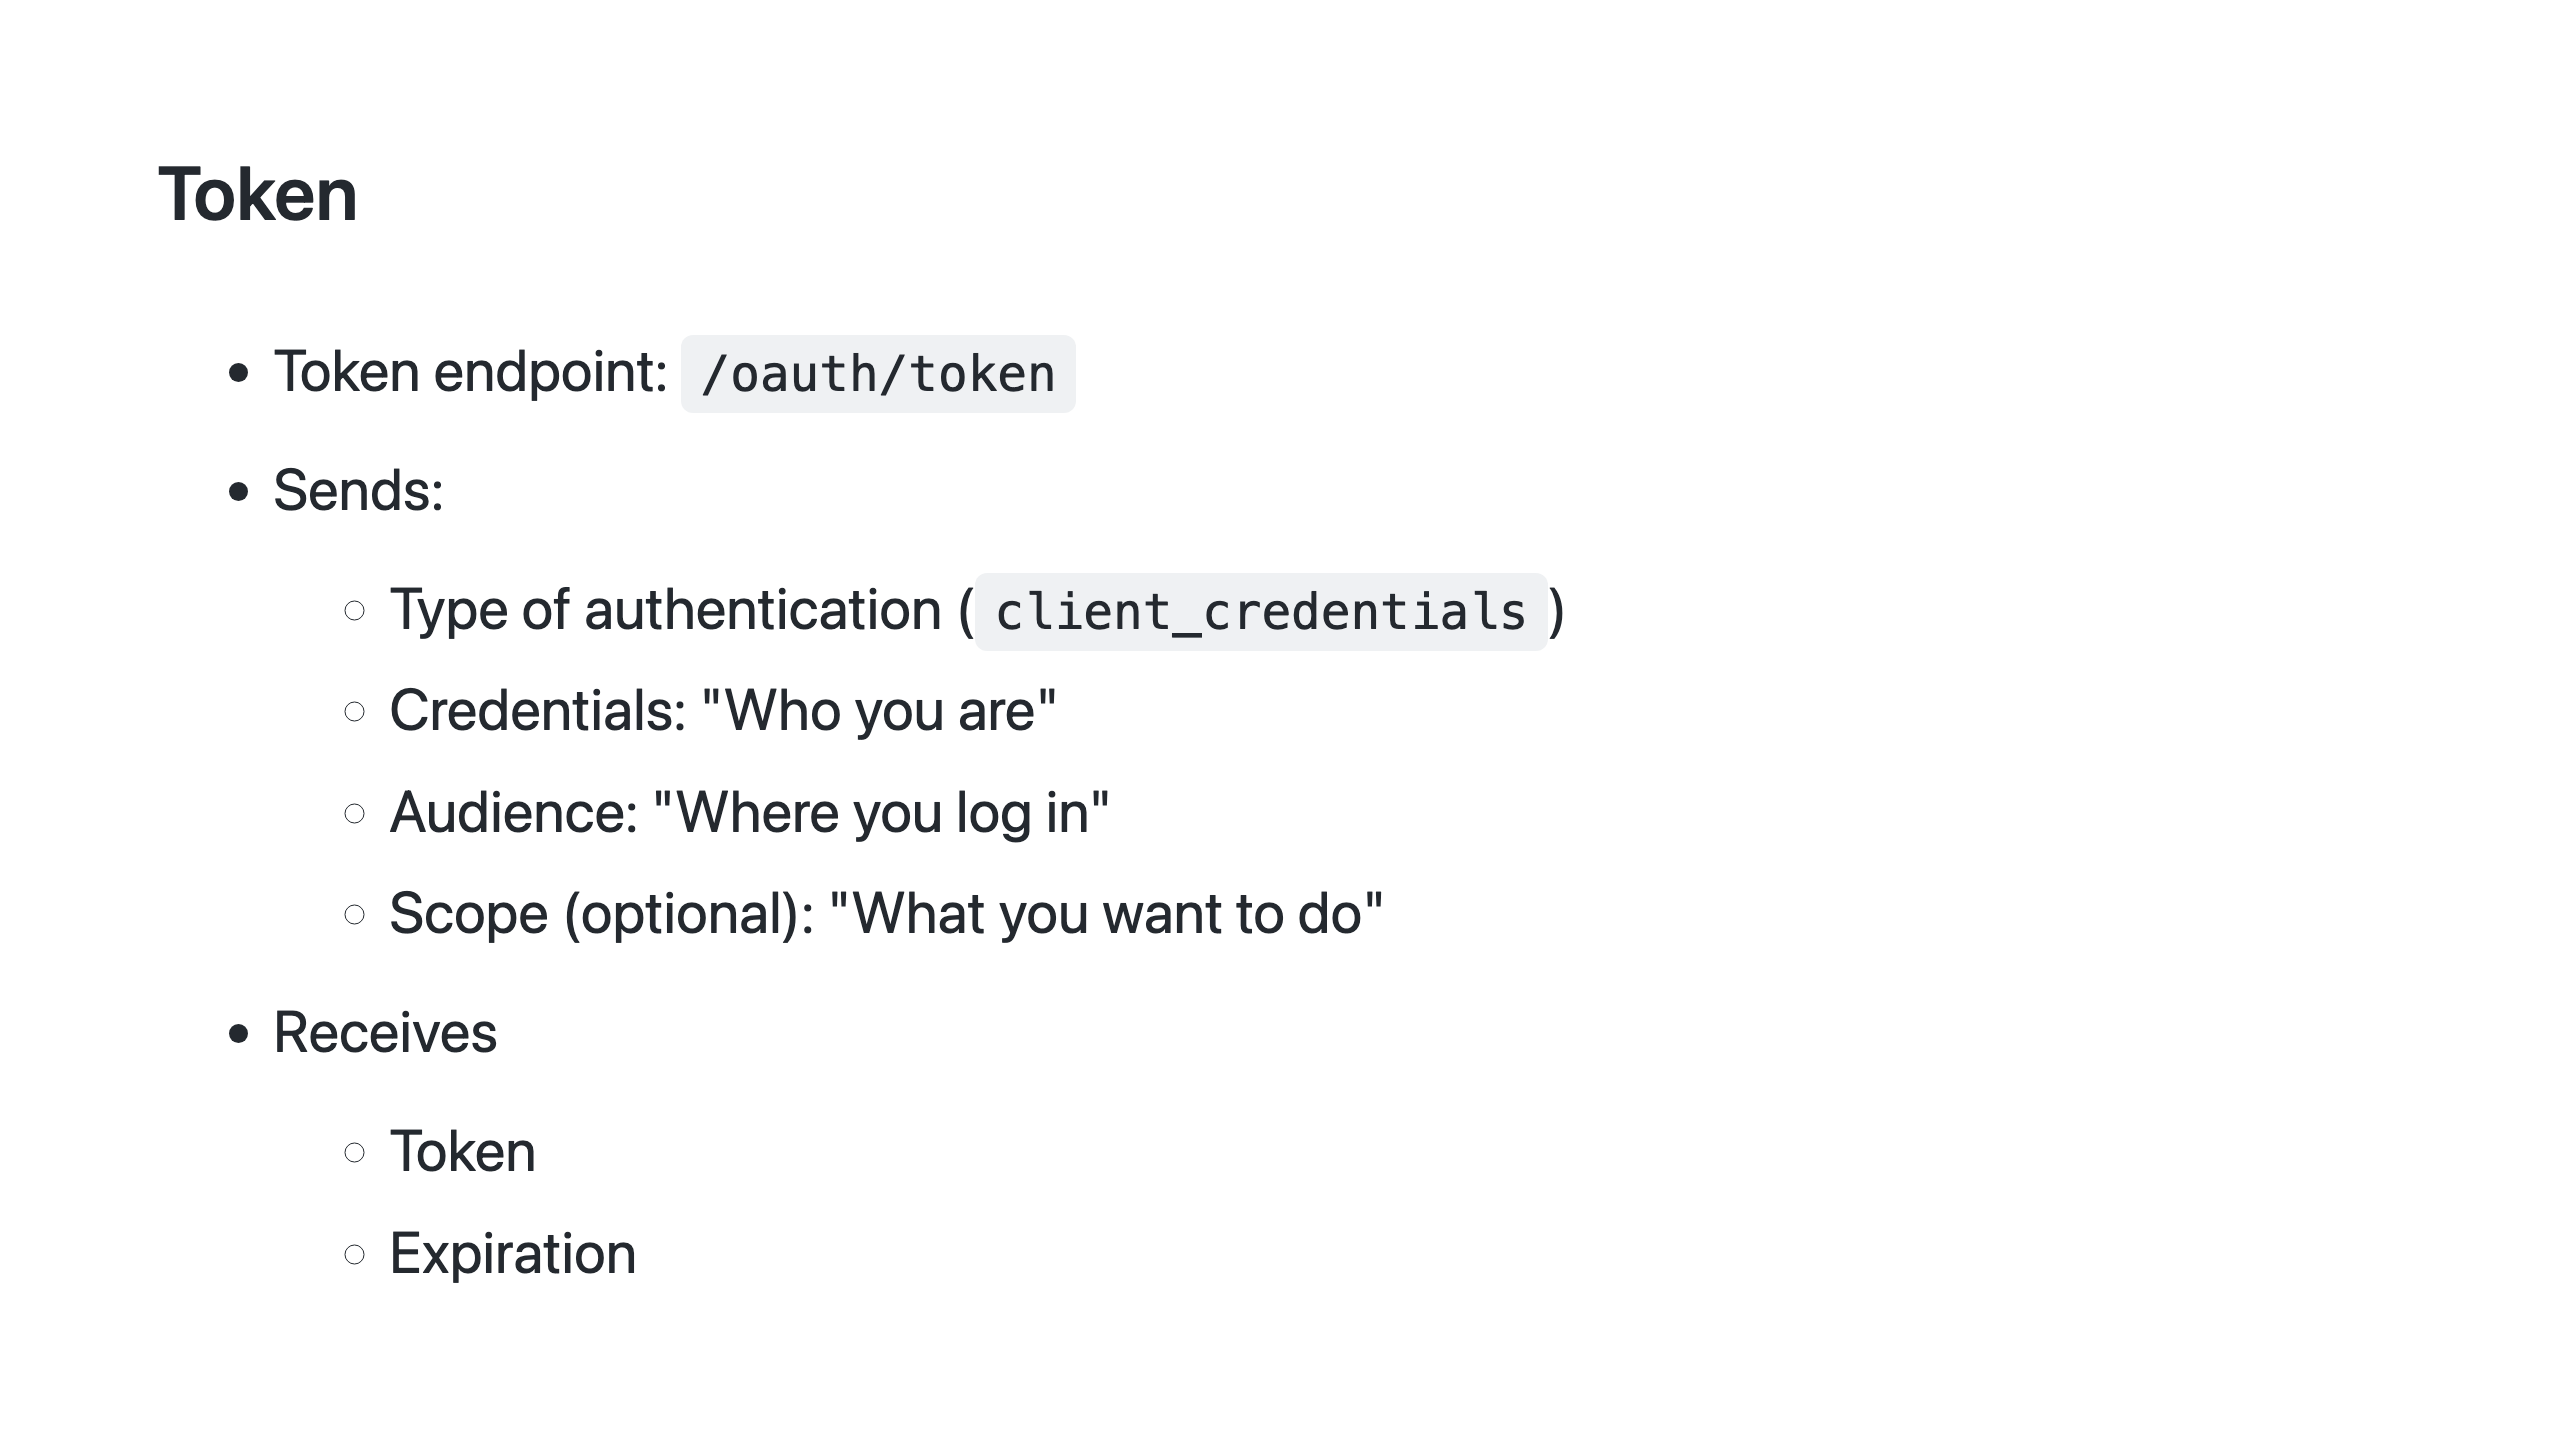 Token
Token endpoint: /oauth/token
Sends:
Type of authentication ( client_credentials )
Credentials: "Who you are"
Audience: "Where you log in"
Scope (optional): "What you want to do"
Receives
Token
Expiration